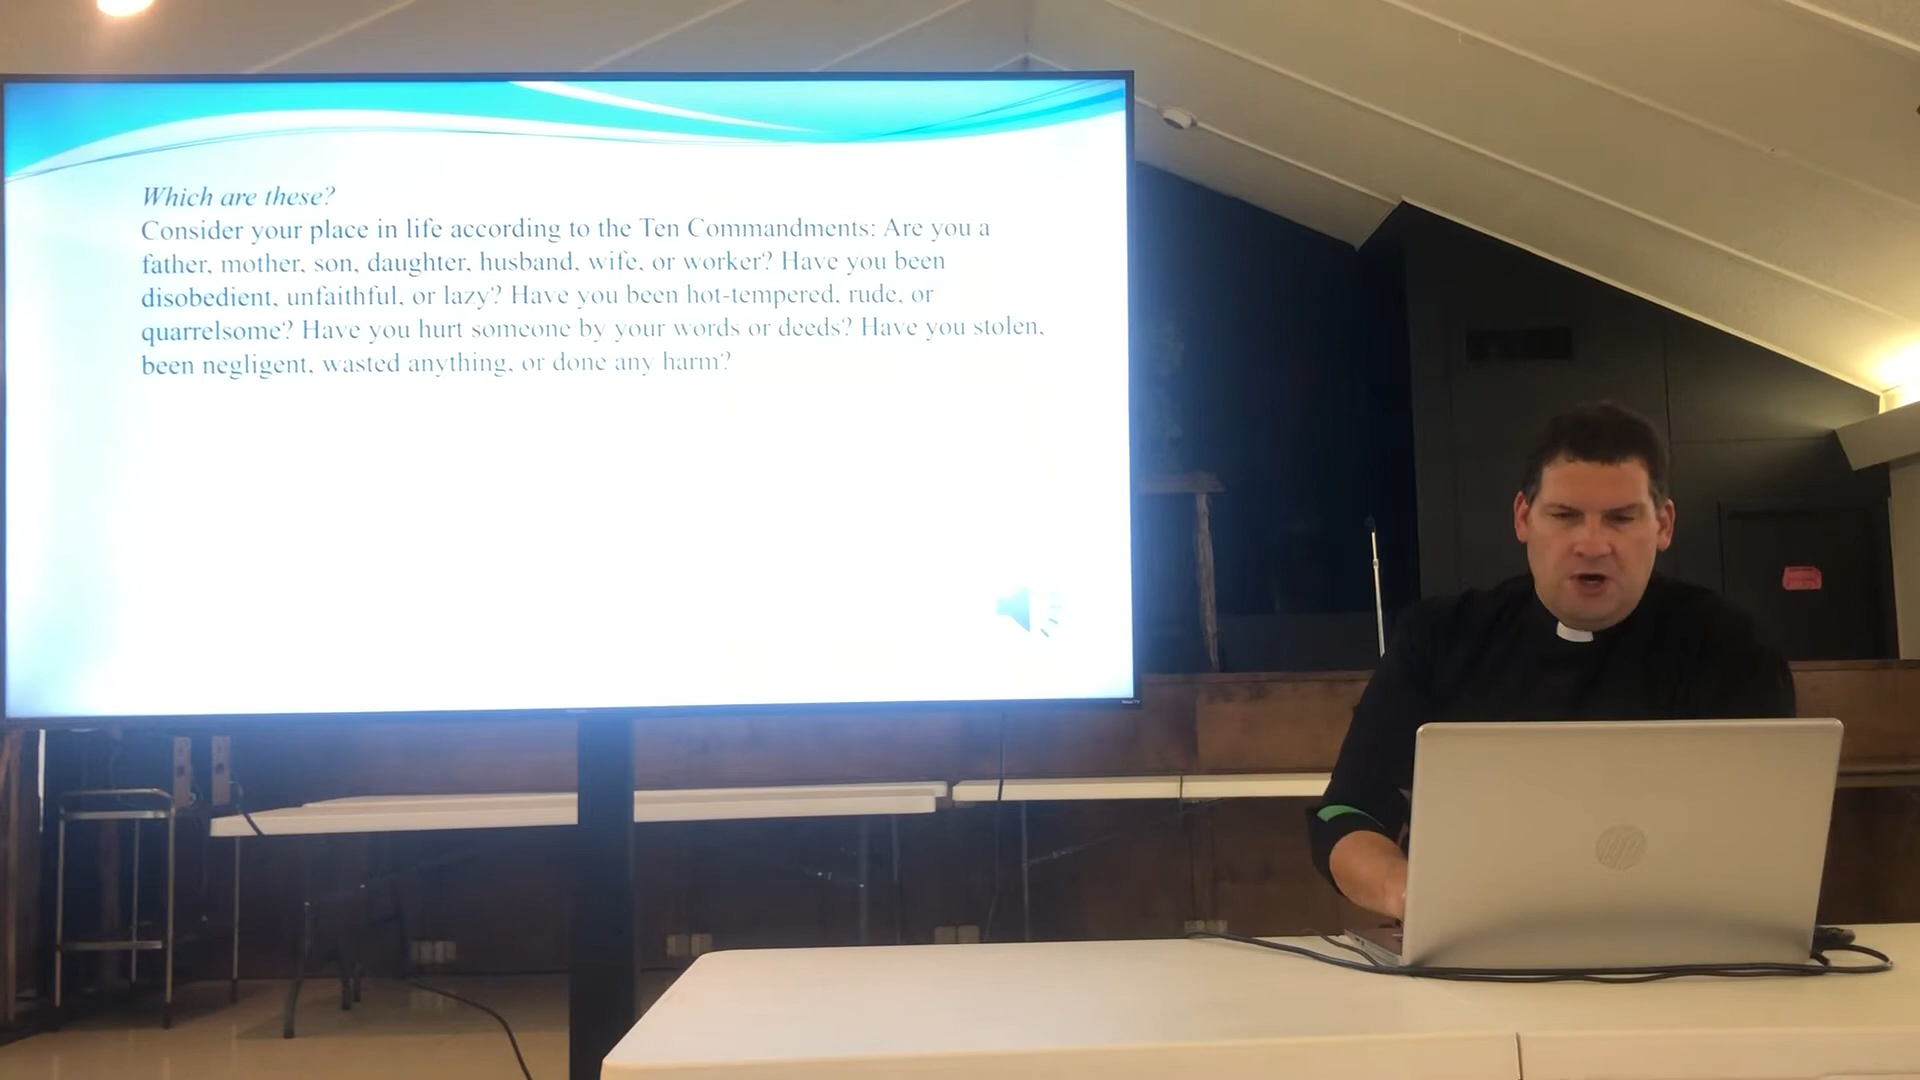 Which are these?
Consider your place in life according to the Ten Commandments: Are you a
father, mother, son, daughter, husband, wife, or worker? Have you been
disobedient, unfaithful, or lazy? Have you been hot-tempered, rude, or
quarrelsome? Have you hurt someone by your words or deeds? Have you stolen,
been negligent, wasted anything, or done any harm?
hp